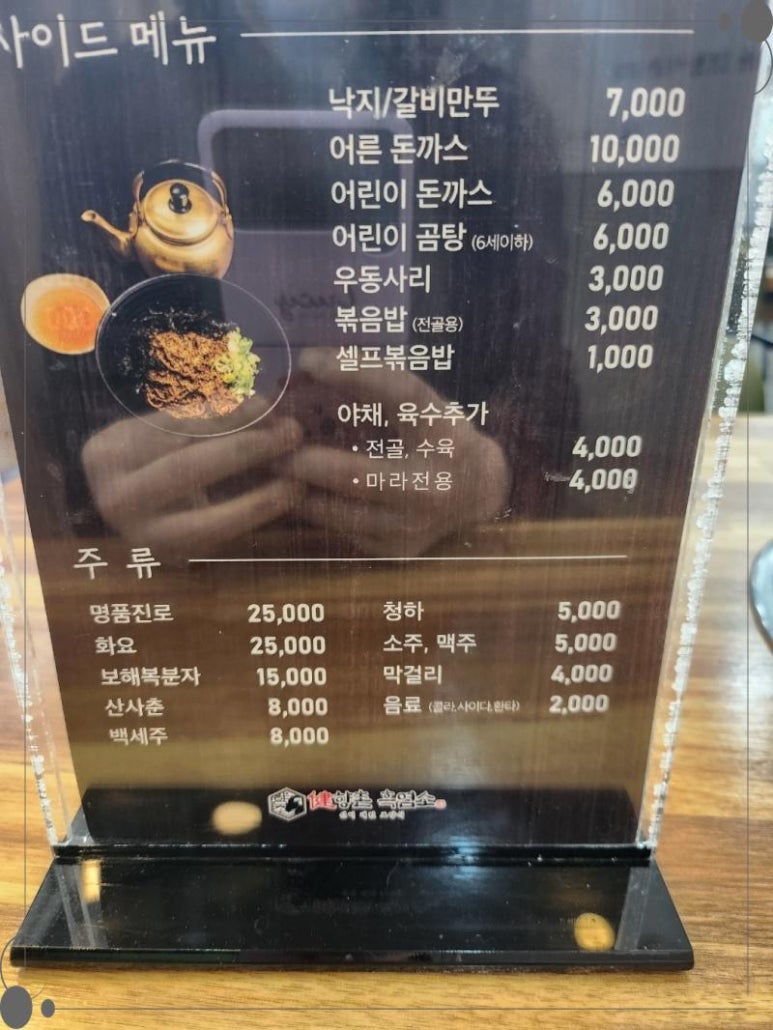 사이드 메뉴
낙지/갈비만두 7,000
어른 돈까스 10,000
어린이 돈까스 6,000
어린이 곰탕 (6세이하) 6,000
우동사리 3,000
볶음밥 (전골용) 3,000
셀프볶음밥 1,000
야채, 육수추가
• 전골, 수육 4,000
• 마라전용 4,000
주 류
명품진로 25,000
화요 25,000
보해복분자 15,000
산사춘 8,000
백세주 8,000
청하 5,000
소주, 맥주 5,000
막걸리 4,000
음료 (콜라,사이다,환타) 2,000
健향촌 흑염소